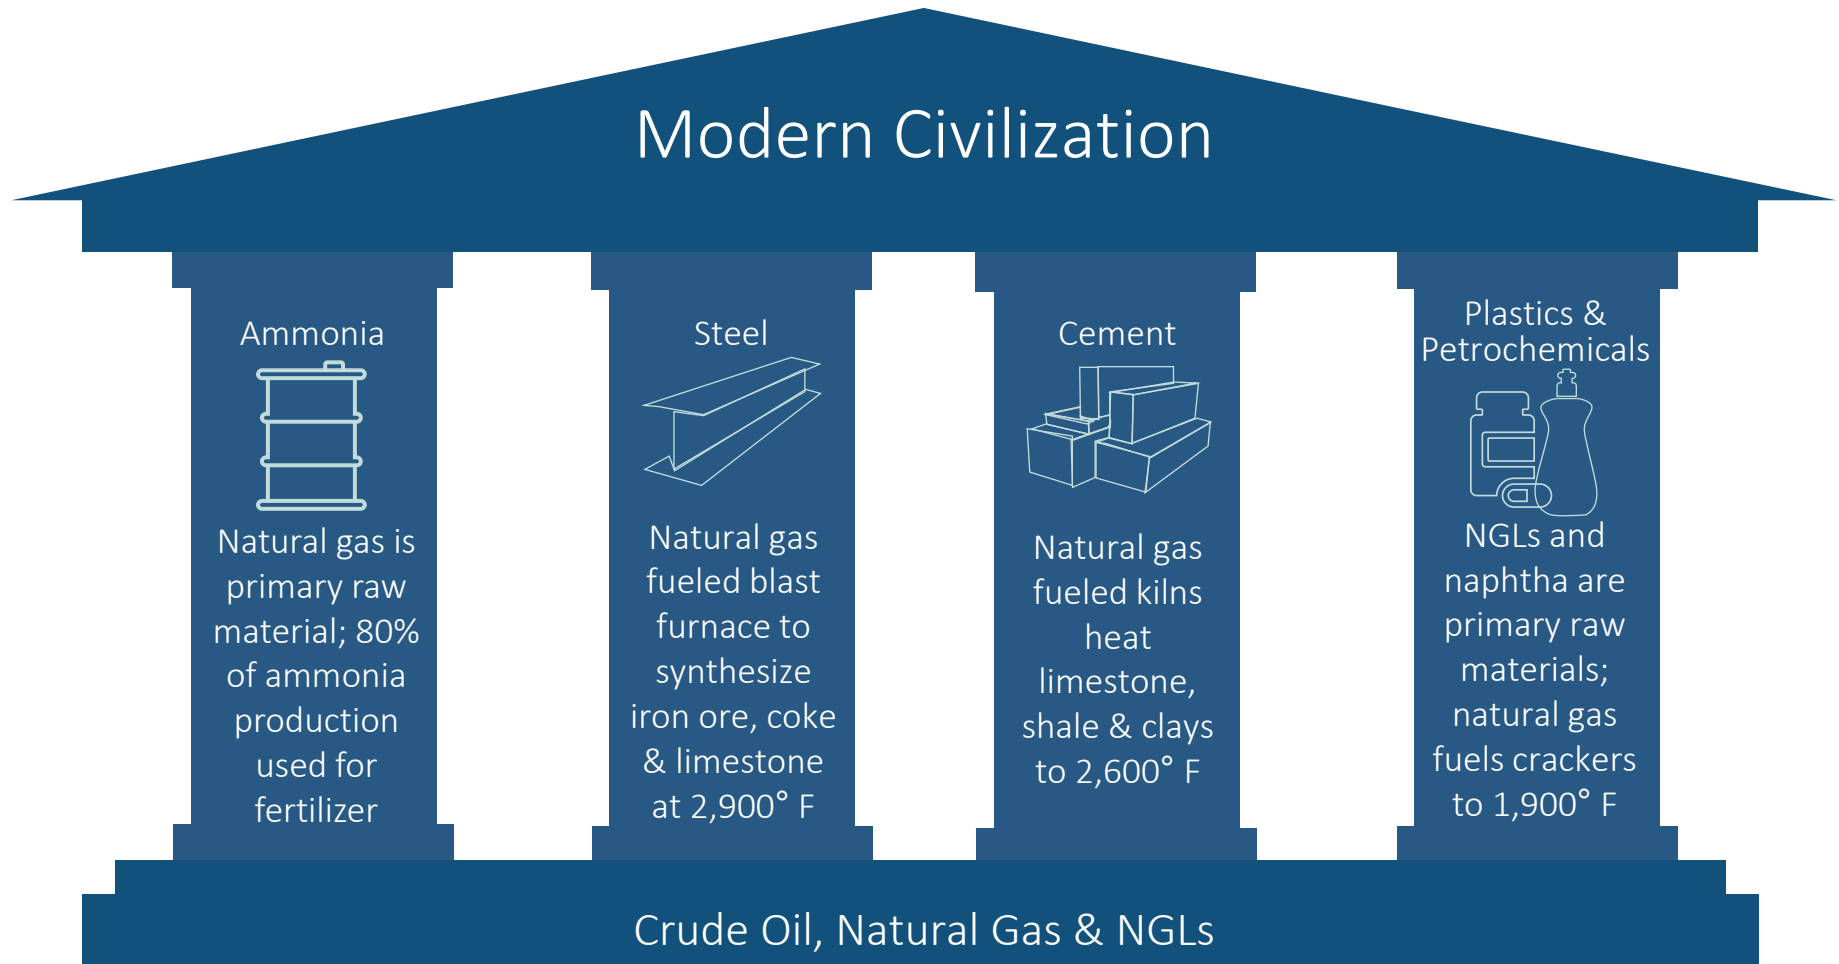 Modern Civilization
Ammonia
Natural gas is
primary raw
material; 80%
of ammonia
production
used for
fertilizer
Steel
Natural gas
fueled blast
furnace to
synthesize
iron ore, coke
& limestone
at 2,900° F
Cement
Natural gas
fueled kilns
heat
limestone,
shale & clays
to 2,600° F
Plastics &
Petrochemicals
NGLs and
naphtha are
primary raw
materials;
natural gas
fuels crackers
to 1,900° F
Crude Oil, Natural Gas & NGLs